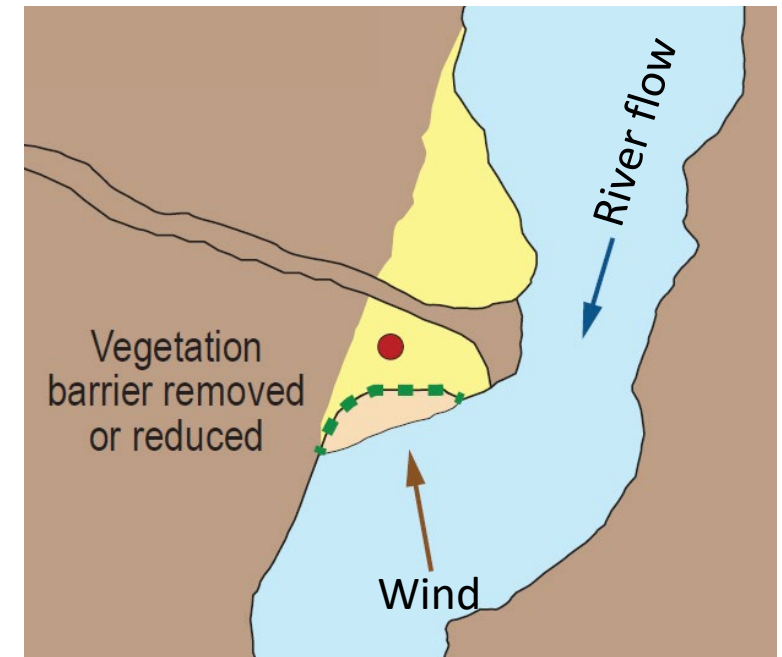 River flow
Vegetation
barrier removed
or reduced
Wind